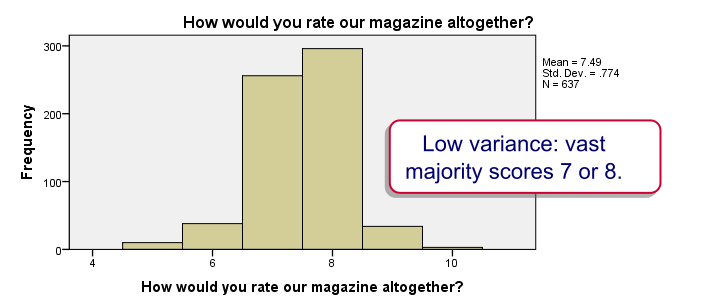 How would you rate our magazine altogether?
Mean = 7.49
Std. Dev. = .774
N = 637
Low variance: vast
majority scores 7 or 8.
Frequency
300
200
100
0
4 6 8 10
How would you rate our magazine altogether?